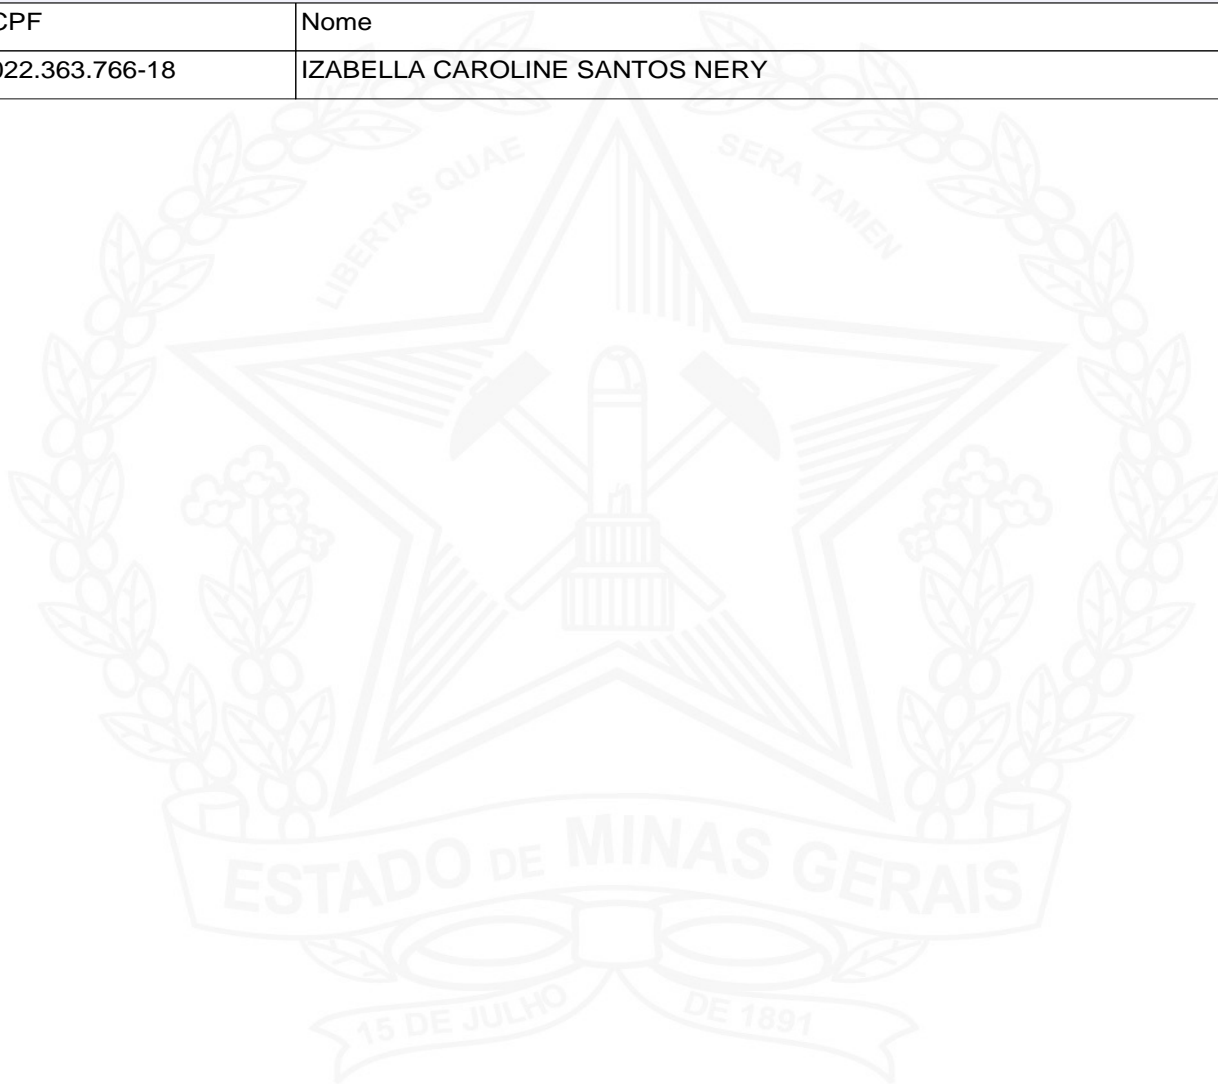 CPF Nome
022.363.766-18 IZABELLA CAROLINE SANTOS NERY
LIBERTAS QUAE SERA TAMEN
ESTADO DE MINAS GERAIS
15 DE JULHO DE 1891